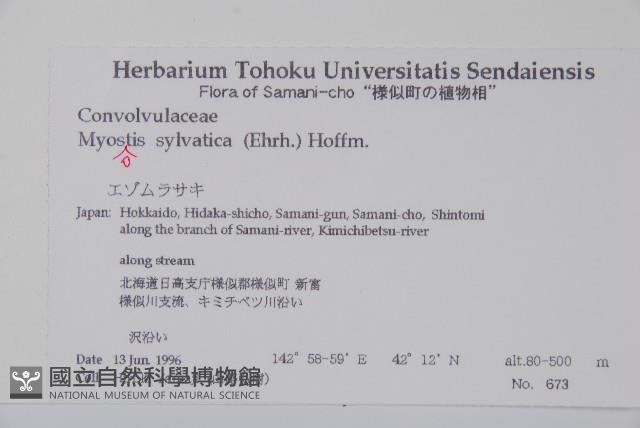 Herbarium Tohoku Universitatis Sendaiensis
Flora of Samani-cho “様似町の植物相”
Convolvulaceae
Myostis sylvatica (Ehrh.) Hoffm.
o
エゾムラサキ
Japan: Hokkaido, Hidaka-shicho, Samani-gun, Samani-cho, Shintomi
along the branch of Samani-river, Kimichibetsu-river
along stream
北海道日高支庁様似郡様似町 新富
様似川支流、キミチベツ川沿い
沢沿い
Date 13 Jun. 1996 142° 58-59' E 42° 12' N alt.80-500 m
No. 673
國立自然科學博物館
NATIONAL MUSEUM OF NATURAL SCIENCE